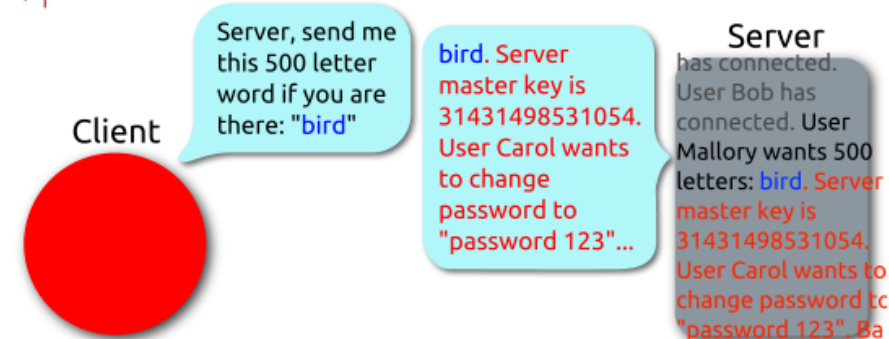 Client
Server, send me
this 500 letter
word if you are
there: "bird"
bird. Server
master key is
31431498531054.
User Carol wants
to change
password to
"password 123"...
Server
has connected.
User Bob has
connected. User
Mallory wants 500
letters: bird. Server
master key is
31431498531054.
User Carol wants to
change password to
"password 123". Ba